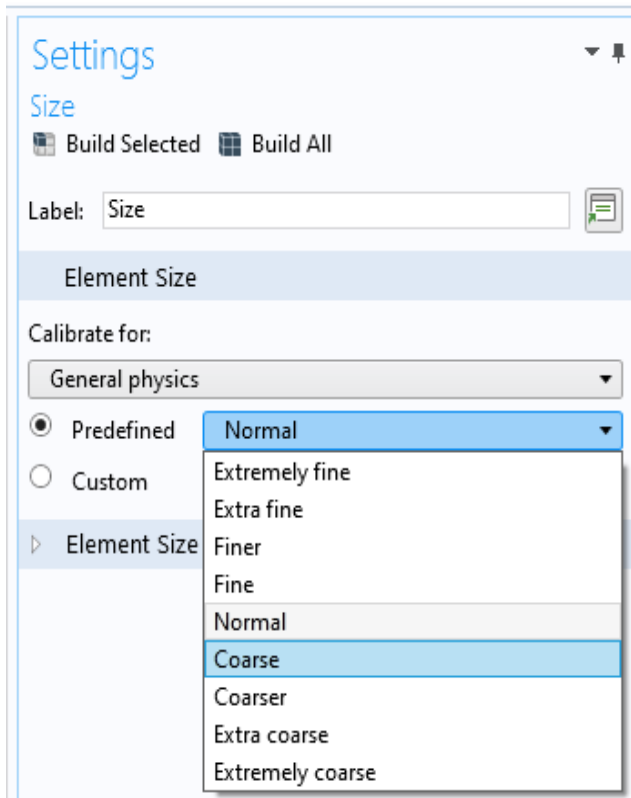 Settings
Size
Build Selected Build All
Label: Size
Element Size
Calibrate for:
General physics
Predefined Normal
Custom
Extremely fine
Extra fine
Finer
Element Size
Fine
Normal
Coarse
Coarser
Extra coarse
Extremely coarse